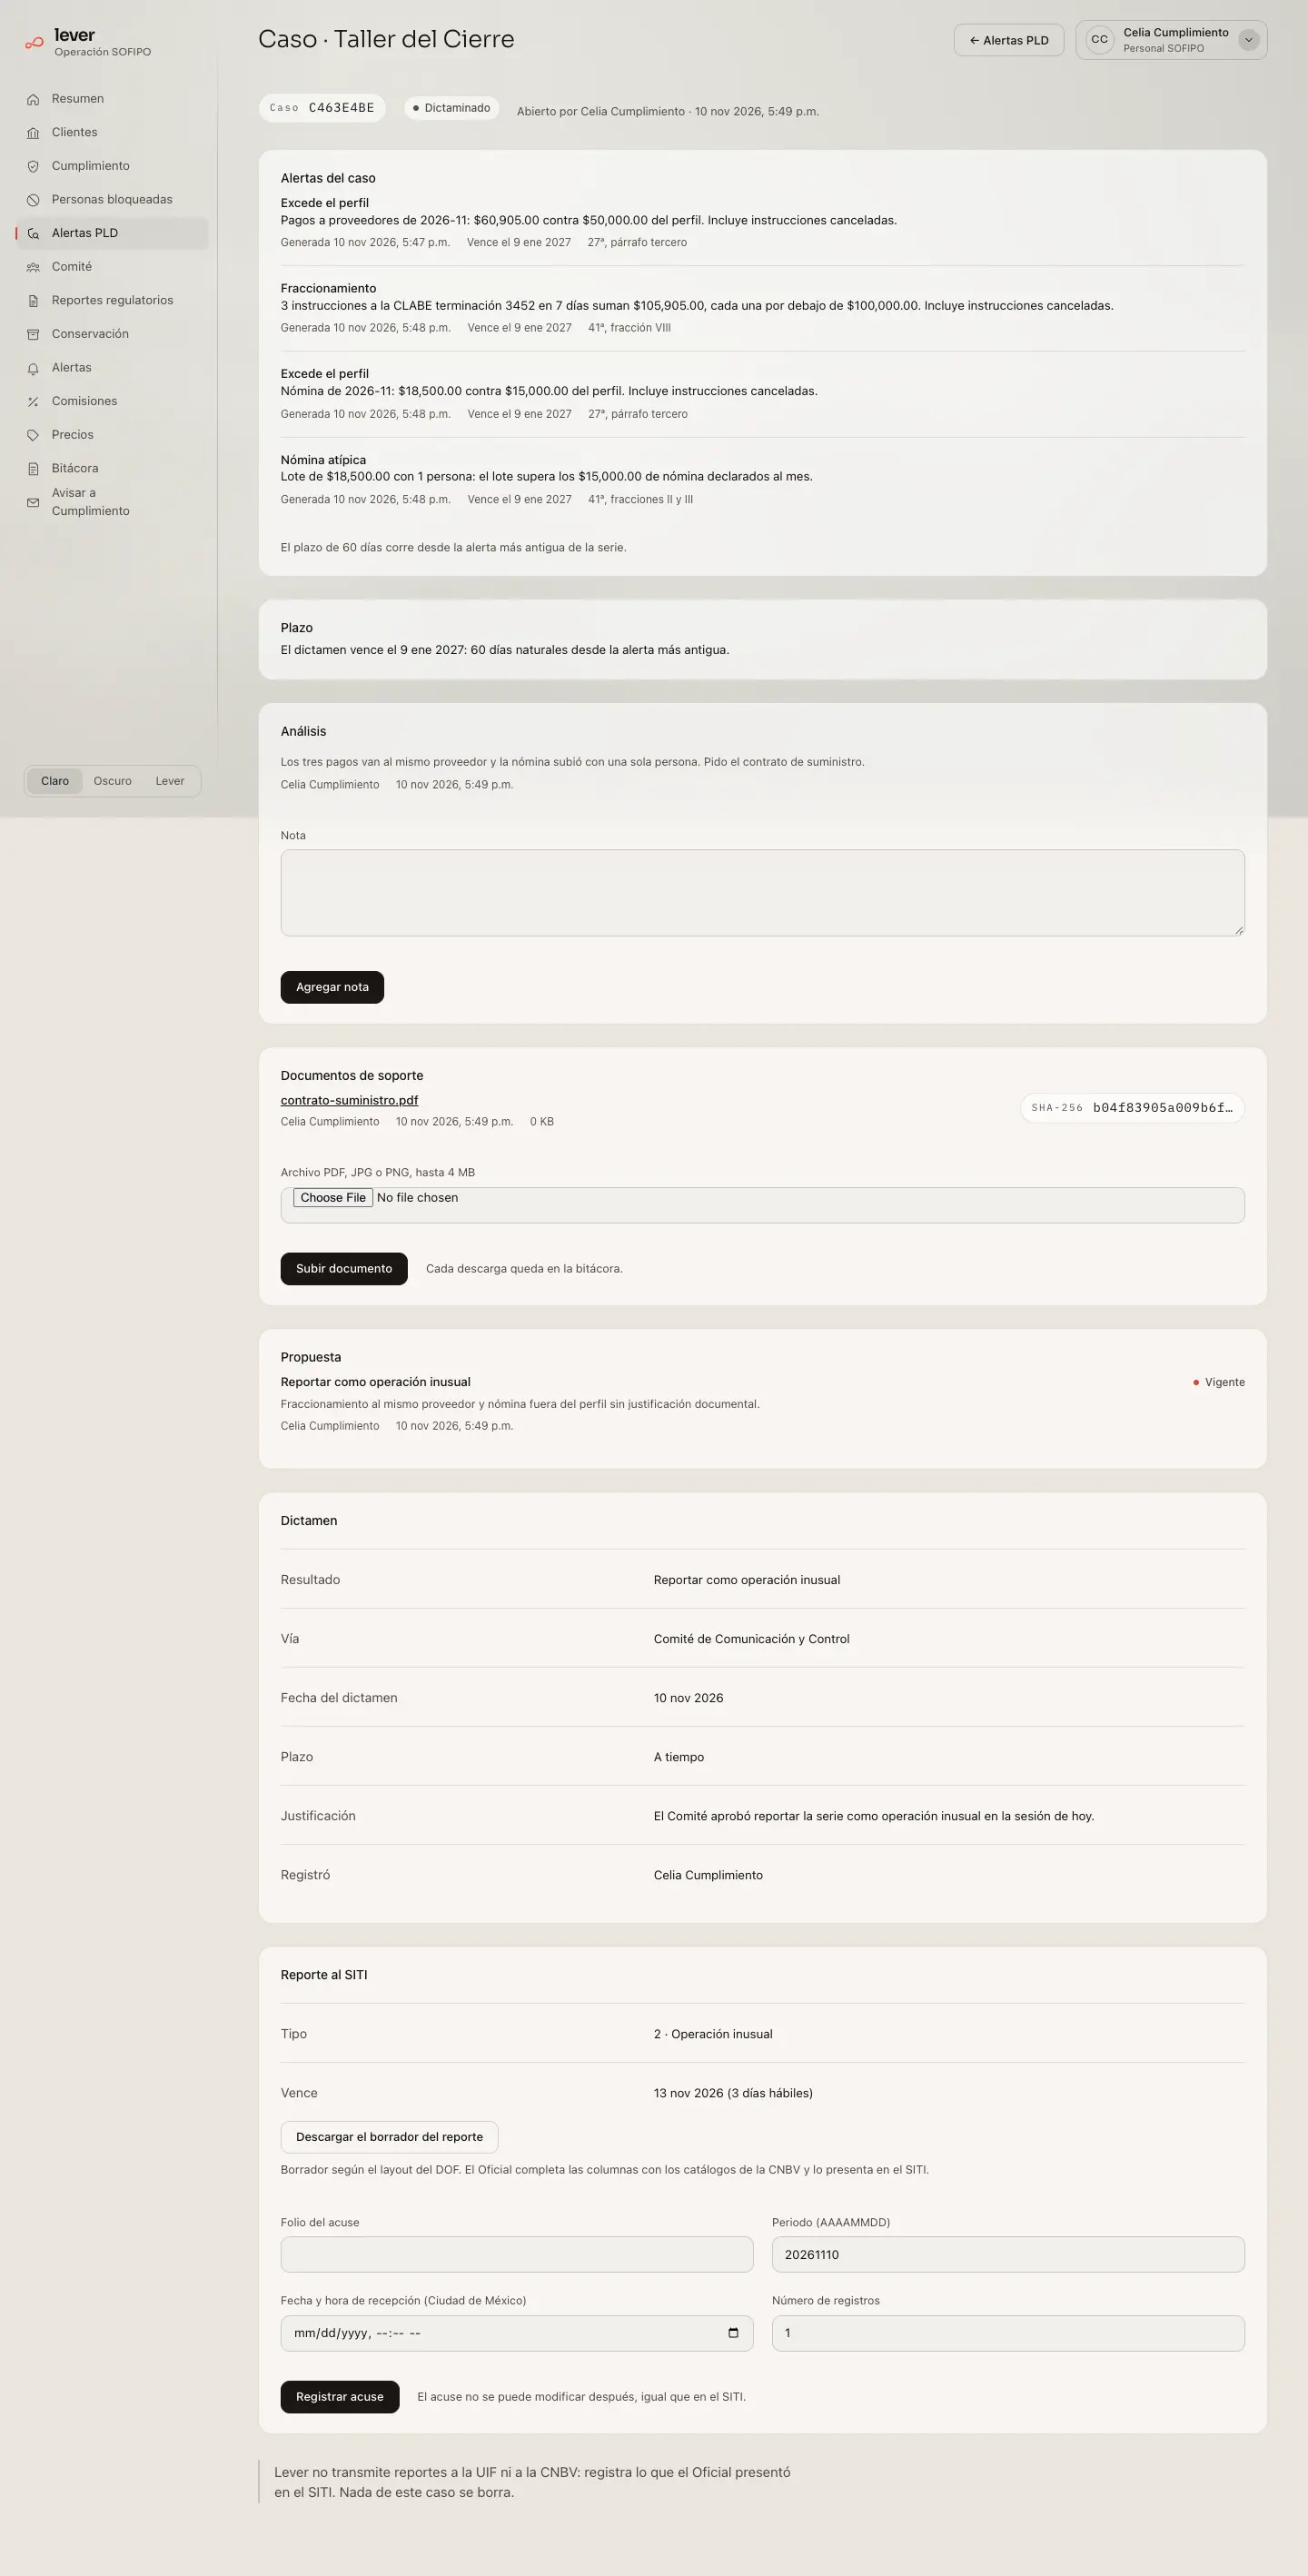 lever
Operación SOFIPO
Resumen
Clientes
Cumplimiento
Personas bloqueadas
Alertas PLD
Comité
Reportes regulatorios
Conservación
Alertas
Comisiones
Precios
Bitácora
Avisar a
Cumplimiento
Claro Oscuro Lever
Caso · Taller del Cierre
← Alertas PLD
CC
Celia Cumplimiento
Personal SOFIPO
Caso C463E4BE
Dictaminado
Abierto por Celia Cumplimiento · 10 nov 2026, 5:49 p.m.
Alertas del caso
Excede el perfil
Pagos a proveedores de 2026-11: $60,905.00 contra $50,000.00 del perfil. Incluye instrucciones canceladas.
Generada 10 nov 2026, 5:47 p.m. Vence el 9 ene 2027 27ª, párrafo tercero
Fraccionamiento
3 instrucciones a la CLABE terminación 3452 en 7 días suman $105,905.00, cada una por debajo de $100,000.00. Incluye instrucciones canceladas.
Generada 10 nov 2026, 5:48 p.m. Vence el 9 ene 2027 41ª, fracción VIII
Excede el perfil
Nómina de 2026-11: $18,500.00 contra $15,000.00 del perfil. Incluye instrucciones canceladas.
Generada 10 nov 2026, 5:48 p.m. Vence el 9 ene 2027 27ª, párrafo tercero
Nómina atípica
Lote de $18,500.00 con 1 persona: el lote supera los $15,000.00 de nómina declarados al mes.
Generada 10 nov 2026, 5:48 p.m. Vence el 9 ene 2027 41ª, fracciones II y III
El plazo de 60 días corre desde la alerta más antigua de la serie.
Plazo
El dictamen vence el 9 ene 2027: 60 días naturales desde la alerta más antigua.
Análisis
Los tres pagos van al mismo proveedor y la nómina subió con una sola persona. Pido el contrato de suministro.
Celia Cumplimiento 10 nov 2026, 5:49 p.m.
Nota
Agregar nota
Documentos de soporte
contrato-suministro.pdf
Celia Cumplimiento 10 nov 2026, 5:49 p.m. 0 KB
SHA-256 b04f83905a009b6f…
Archivo PDF, JPG o PNG, hasta 4 MB
Choose File No file chosen
Subir documento
Cada descarga queda en la bitácora.
Propuesta
Reportar como operación inusual
Vigente
Fraccionamiento al mismo proveedor y nómina fuera del perfil sin justificación documental.
Celia Cumplimiento 10 nov 2026, 5:49 p.m.
Dictamen
Resultado Reportar como operación inusual
Vía Comité de Comunicación y Control
Fecha del dictamen 10 nov 2026
Plazo A tiempo
Justificación El Comité aprobó reportar la serie como operación inusual en la sesión de hoy.
Registró Celia Cumplimiento
Reporte al SITI
Tipo 2 · Operación inusual
Vence 13 nov 2026 (3 días hábiles)
Descargar el borrador del reporte
Borrador según el layout del DOF. El Oficial completa las columnas con los catálogos de la CNBV y lo presenta en el SITI.
Folio del acuse
Periodo (AAAAMMDD)
20261110
Fecha y hora de recepción (Ciudad de México)
mm/dd/yyyy, --:-- --
Número de registros
1
Registrar acuse
El acuse no se puede modificar después, igual que en el SITI.
Lever no transmite reportes a la UIF ni a la CNBV: registra lo que el Oficial presentó
en el SITI. Nada de este caso se borra.